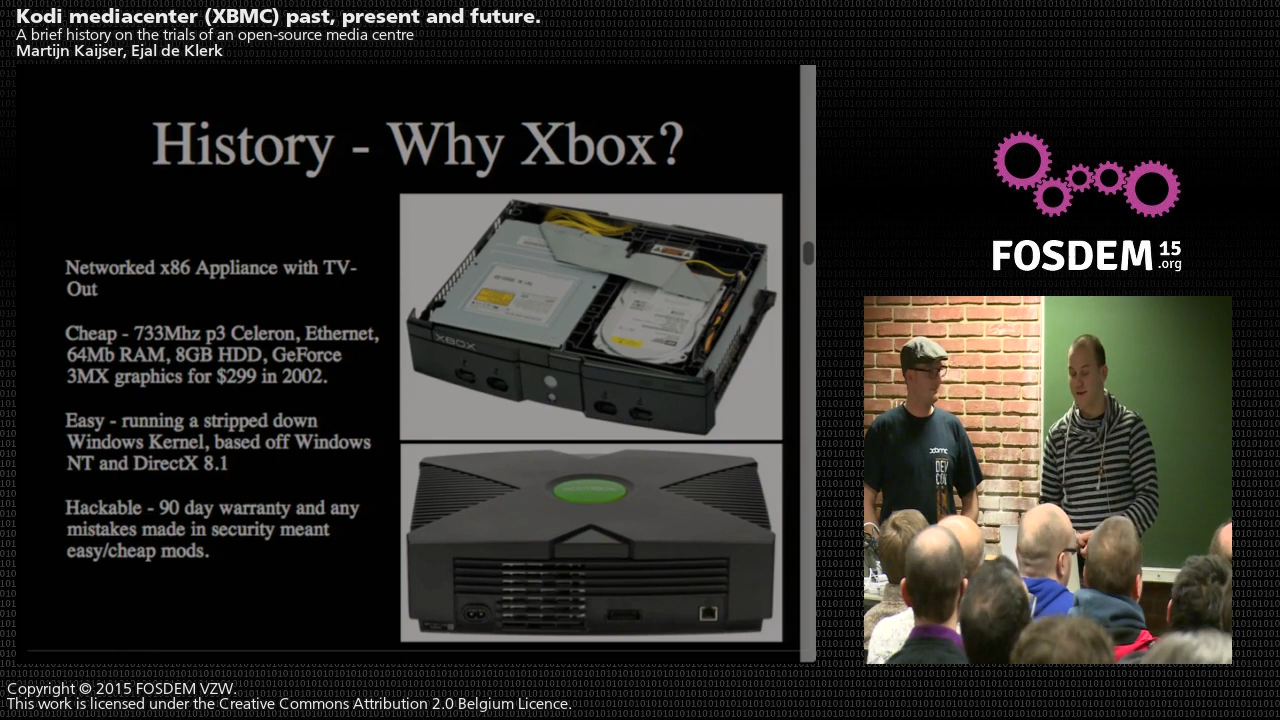 Kodi mediacenter (XBMC) past, present and future.
A brief history on the trials of an open-source media centre
Martijn Kaijser, Ejal de Klerk
History - Why Xbox?
Networked x86 Appliance with TV-
Out
Cheap - 733Mhz p3 Celeron, Ethernet,
64Mb RAM, 8GB HDD, GeForce
3MX graphics for $299 in 2002.
Easy - running a stripped down
Windows Kernel, based off Windows
NT and DirectX 8.1
Hackable - 90 day warranty and any
mistakes made in security meant
easy/cheap mods.
XBOX
FOSDEM 15
.org
xbmc
DEV
CON
Copyright © 2015 FOSDEM VZW.
This work is licensed under the Creative Commons Attribution 2.0 Belgium Licence.